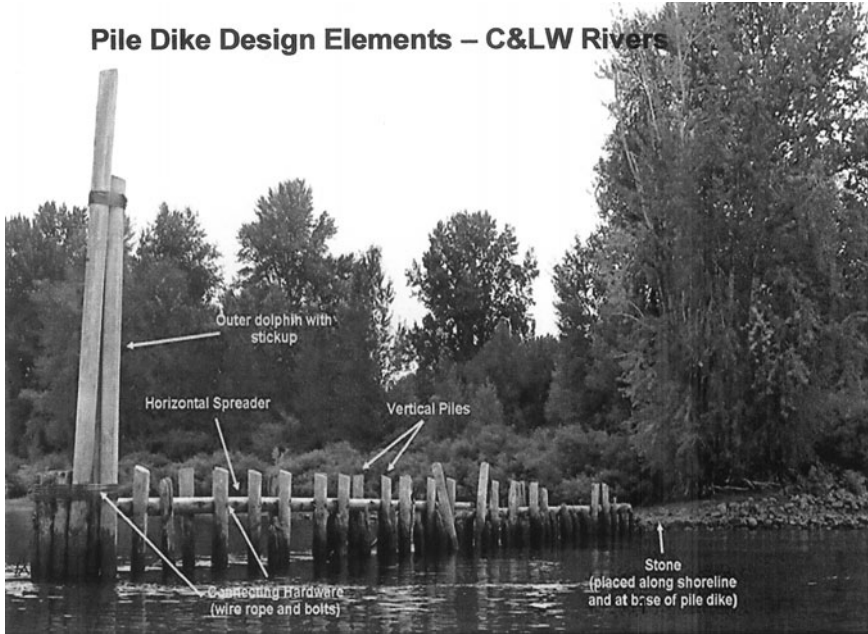 Pile Dike Design Elements – C&LW Rivers
Outer dolphin with
stickup
Horizontal Spreader
Vertical Piles
Connecting Hardware
(wire rope and bolts)
Stone
(placed along shoreline
and at base of pile dike)